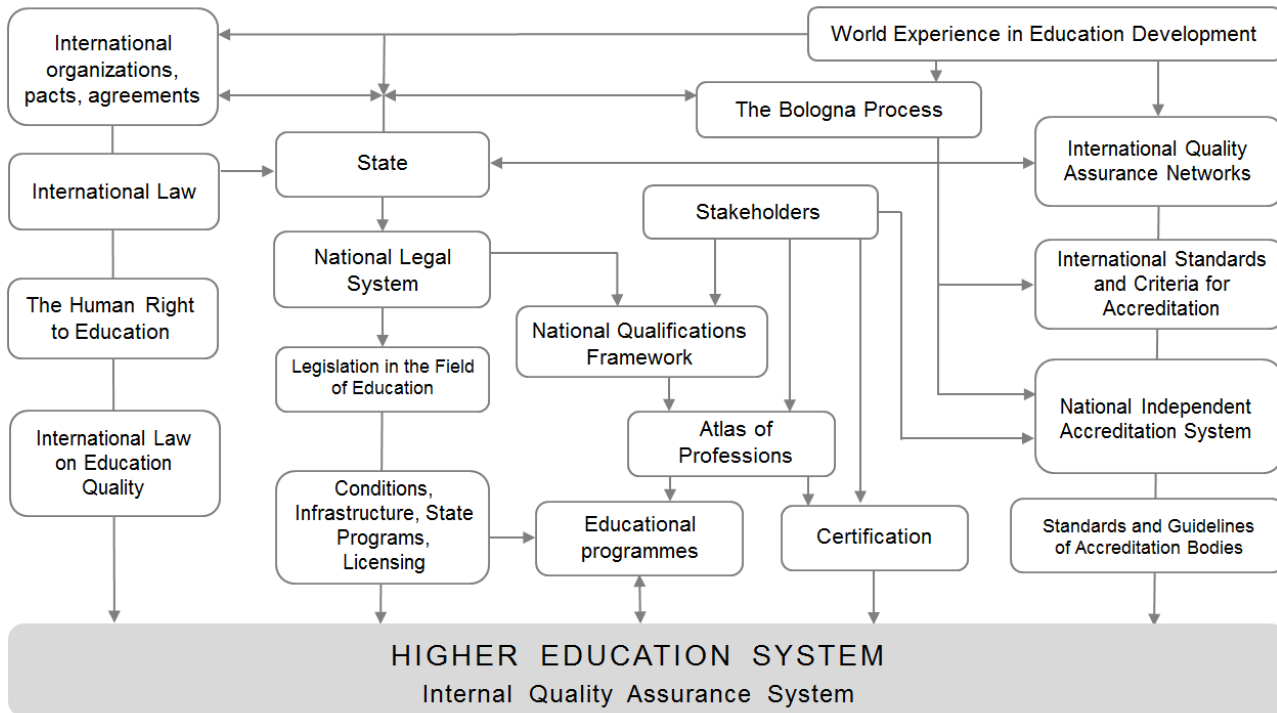 International
organizations,
pacts, agreements
World Experience in Education Development
The Bologna Process
International Law
State
International Quality
Assurance Networks
Stakeholders
National Legal
System
The Human Right
to Education
International Standards
and Criteria for
Accreditation
National Qualifications
Framework
Legislation in the Field
of Education
International Law
on Education
Quality
Atlas of
Professions
National Independent
Accreditation System
Conditions,
Infrastructure, State
Programs,
Licensing
Educational
programmes
Certification
Standards and Guidelines
of Accreditation Bodies
HIGHER EDUCATION SYSTEM
Internal Quality Assurance System